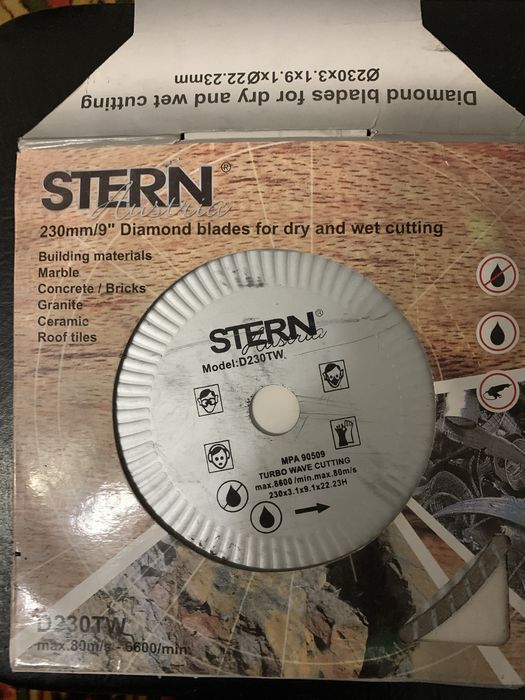 Diamond blades for dry and wet cutting
Ø230x3.1x9.1xØ22.23mm
STERN®
Austria
230mm/9" Diamond blades for dry and wet cutting
Building materials
Marble
Concrete / Bricks
Granite
Ceramic
Roof tiles
STERN®
Austria
Model:D230TW
MPA 90509
TURBO WAVE CUTTING
max.8600 /min.max.80m/s
230x3.1x9.1x22.23H
D230TW
max.80m/s - 6600/min